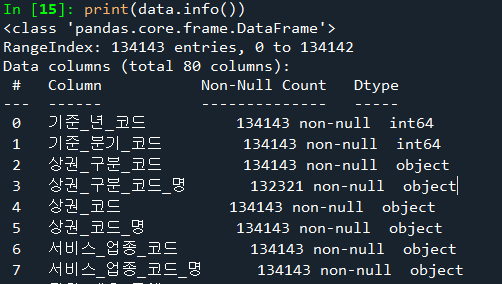 In [15]: print(data.info())
<class 'pandas.core.frame.DataFrame'>
RangeIndex: 134143 entries, 0 to 134142
Data columns (total 80 columns):
 #   Column             Non-Null Count   Dtype
---  ------             --------------   -----
 0   기준_년_코드          134143 non-null  int64
 1   기준_분기_코드         134143 non-null  int64
 2   상권_구분_코드         134143 non-null  object
 3   상권_구분_코드_명       132321 non-null  object
 4   상권_코드            134143 non-null  object
 5   상권_코드_명          134143 non-null  object
 6   서비스_업종_코드        134143 non-null  object
 7   서비스_업종_코드_명      134143 non-null  object